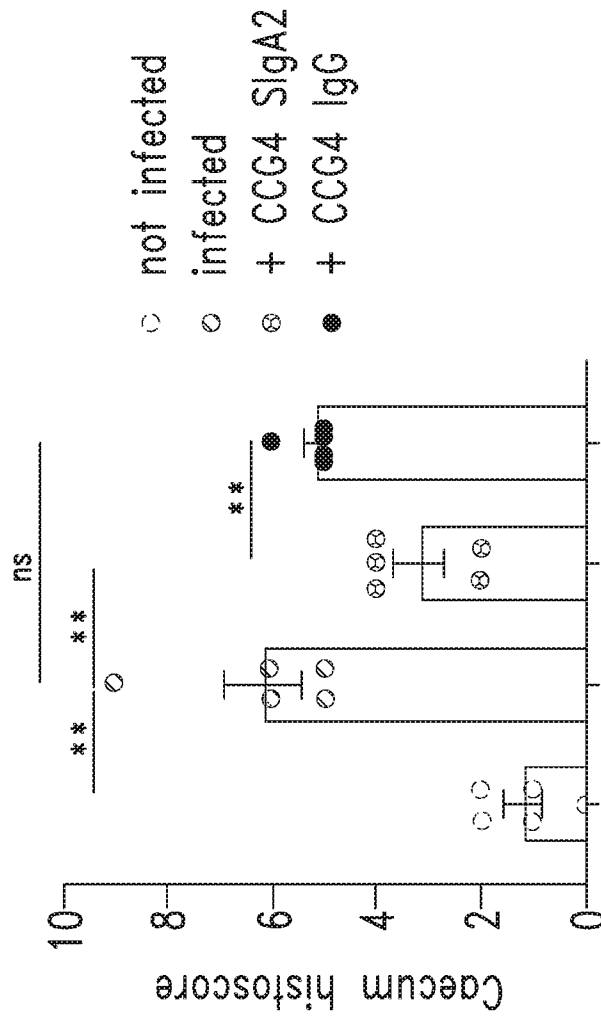 ns
** **
**
10
8
6
4
2
0
Caecum histoscore
not infected
infected
+ CCG4 SIgA2
+ CCG4 IgG